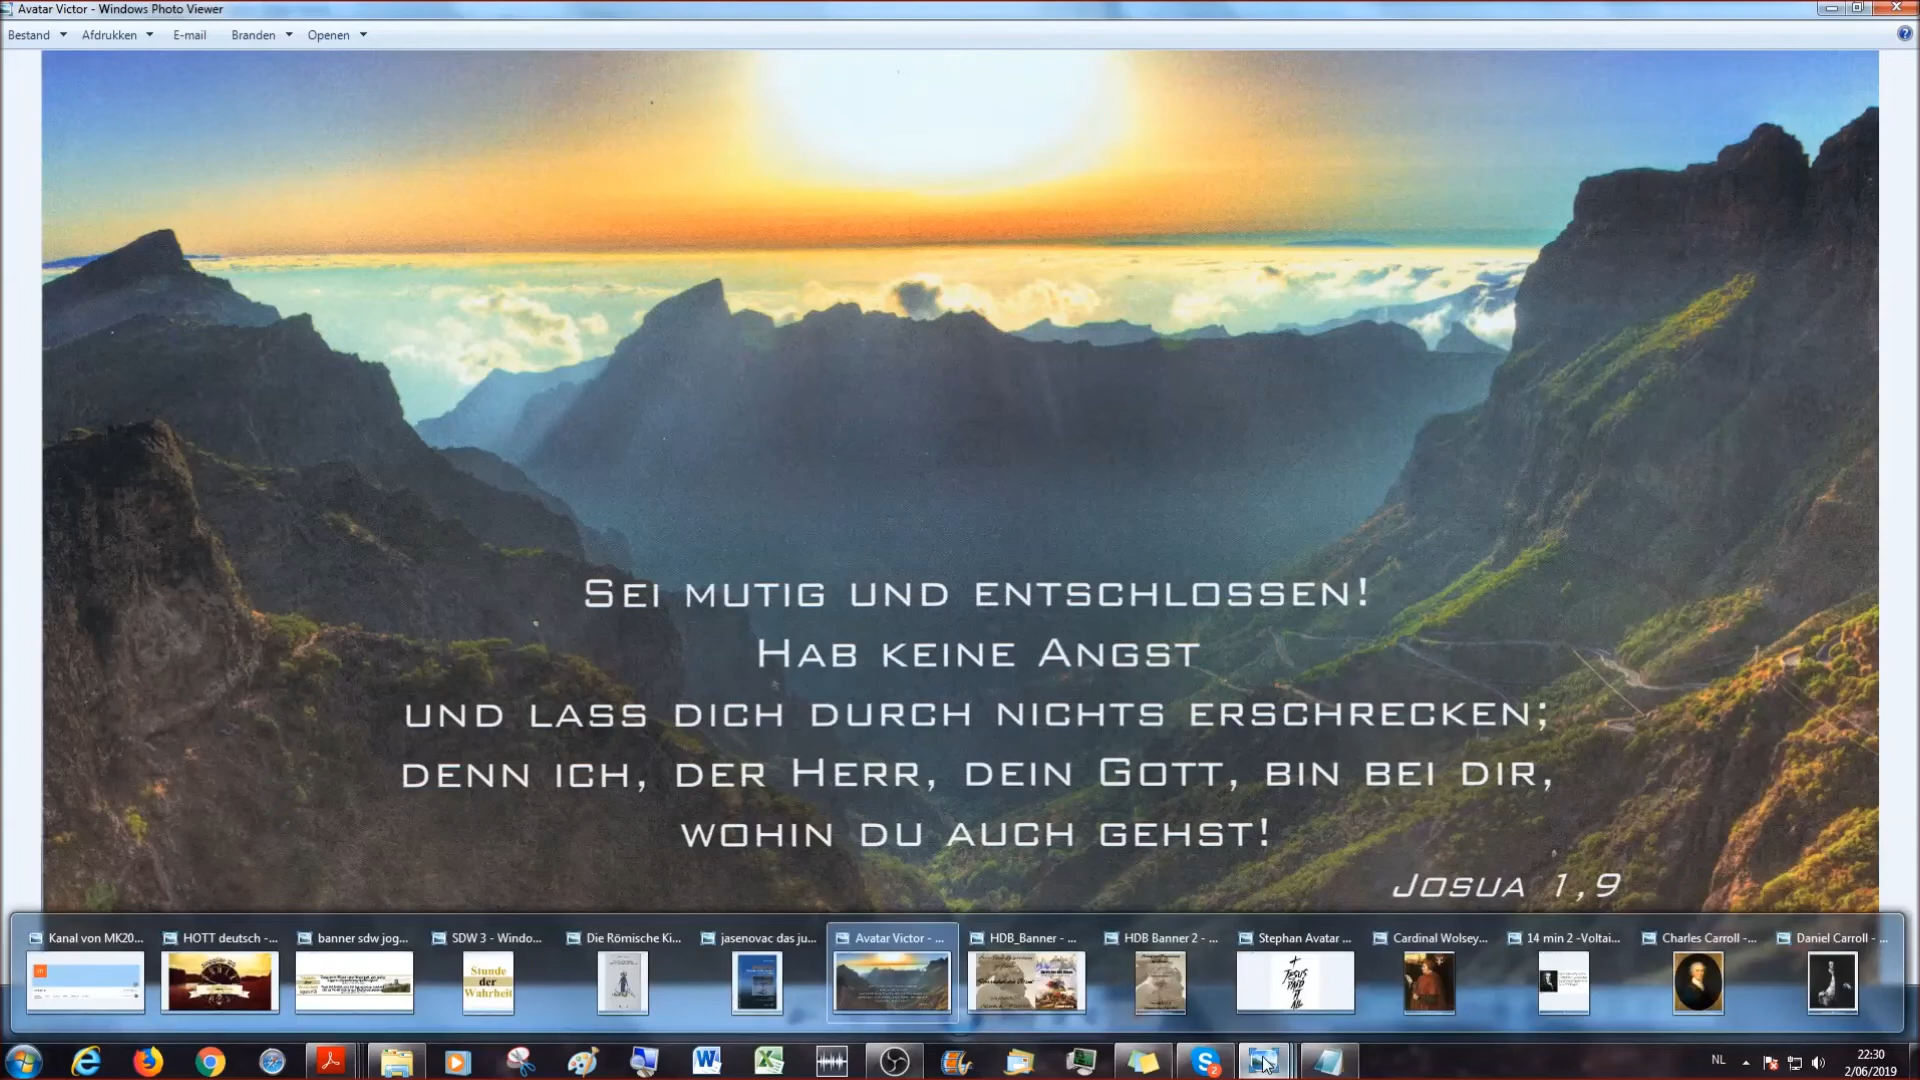 Avatar Victor - Windows Photo Viewer
Bestand Afdrukken E-mail Branden Openen
Sei mutig und entschlossen!
Hab keine Angst
und lass dich durch nichts erschrecken;
denn ich, der Herr, dein Gott, bin bei dir,
wohin du auch gehst!
Josua 1,9
Kanal von MK20... HOTT deutsch -... banner sdw jog... SDW 3 - Windo... Die Römische Ki... jasenovac das ju... Avatar Victor - ... HDB_Banner - ... HDB Banner 2 - ... Stephan Avatar ... Cardinal Wolsey... 14 min 2 -Voltai... Charles Carroll -... Daniel Carroll - ...
Stunde
der
Wahrheit
JESUS
PAID
IT
ALL
NL
22:30
2/06/2019